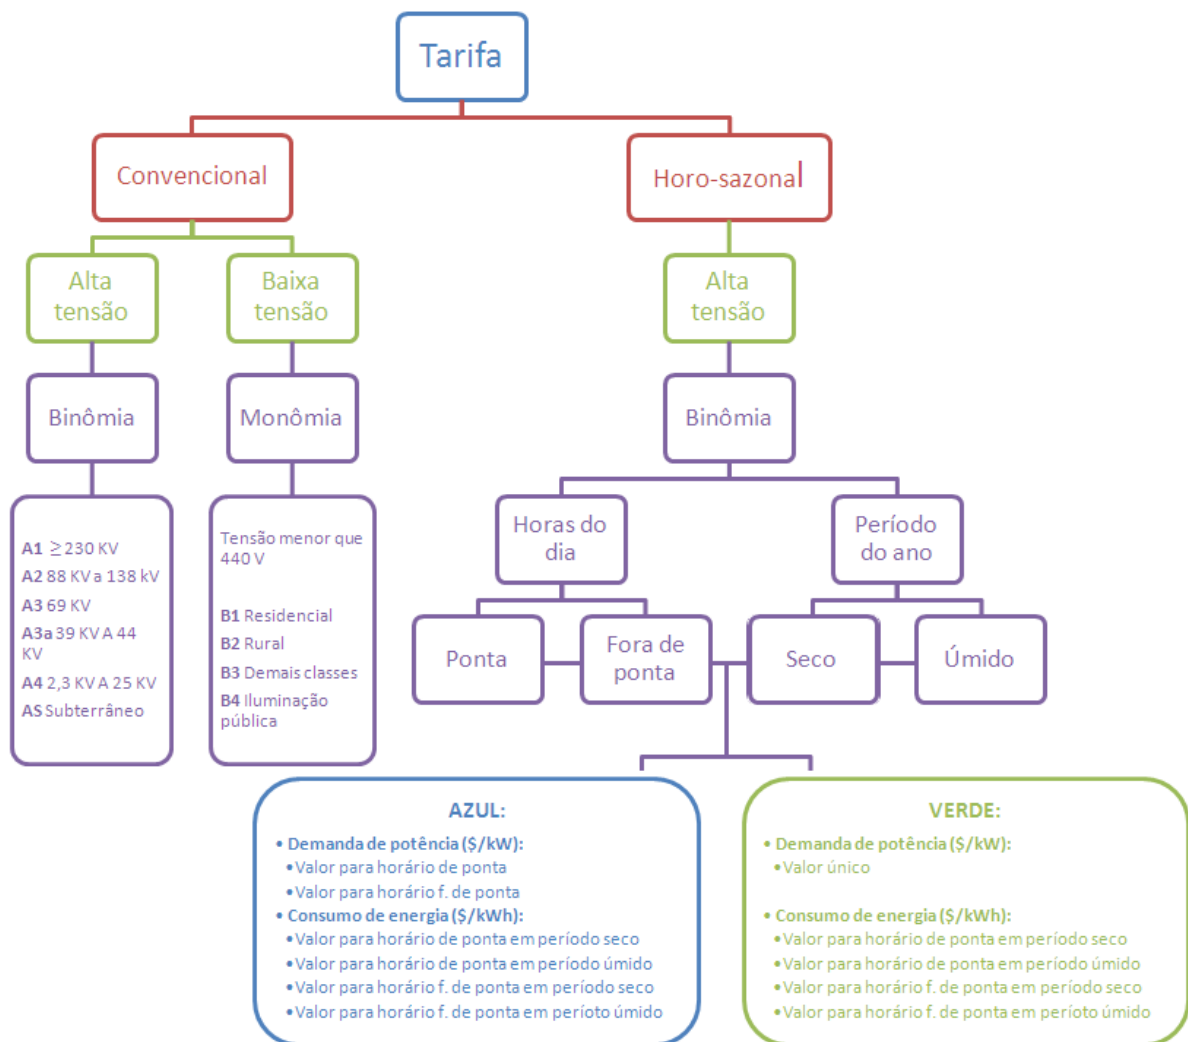 Tarifa
Convencional
Horo-sazonal
Alta
tensão
Baixa
tensão
Alta
tensão
Binômia
Monômia
Binômia
A1 ≥ 230 KV
A2 88 KV a 138 kV
A3 69 KV
A3a 39 KV A 44
KV
A4 2,3 KV A 25 KV
AS Subterrâneo
Tensão menor que
440 V
B1 Residencial
B2 Rural
B3 Demais classes
B4 Iluminação
pública
Horas do
dia
Período
do ano
Ponta
Fora de
ponta
Seco
Úmido
AZUL:
• Demanda de potência ($/kW):
•Valor para horário de ponta
•Valor para horário f. de ponta
• Consumo de energia ($/kWh):
•Valor para horário de ponta em período seco
•Valor para horário de ponta em período úmido
•Valor para horário f. de ponta em período seco
•Valor para horário f. de ponta em períoto úmido
VERDE:
• Demanda de potência ($/kW):
•Valor único
• Consumo de energia ($/kWh):
•Valor para horário de ponta em período seco
•Valor para horário de ponta em período úmido
•Valor para horário f. de ponta em período seco
•Valor para horário f. de ponta em períoto úmido